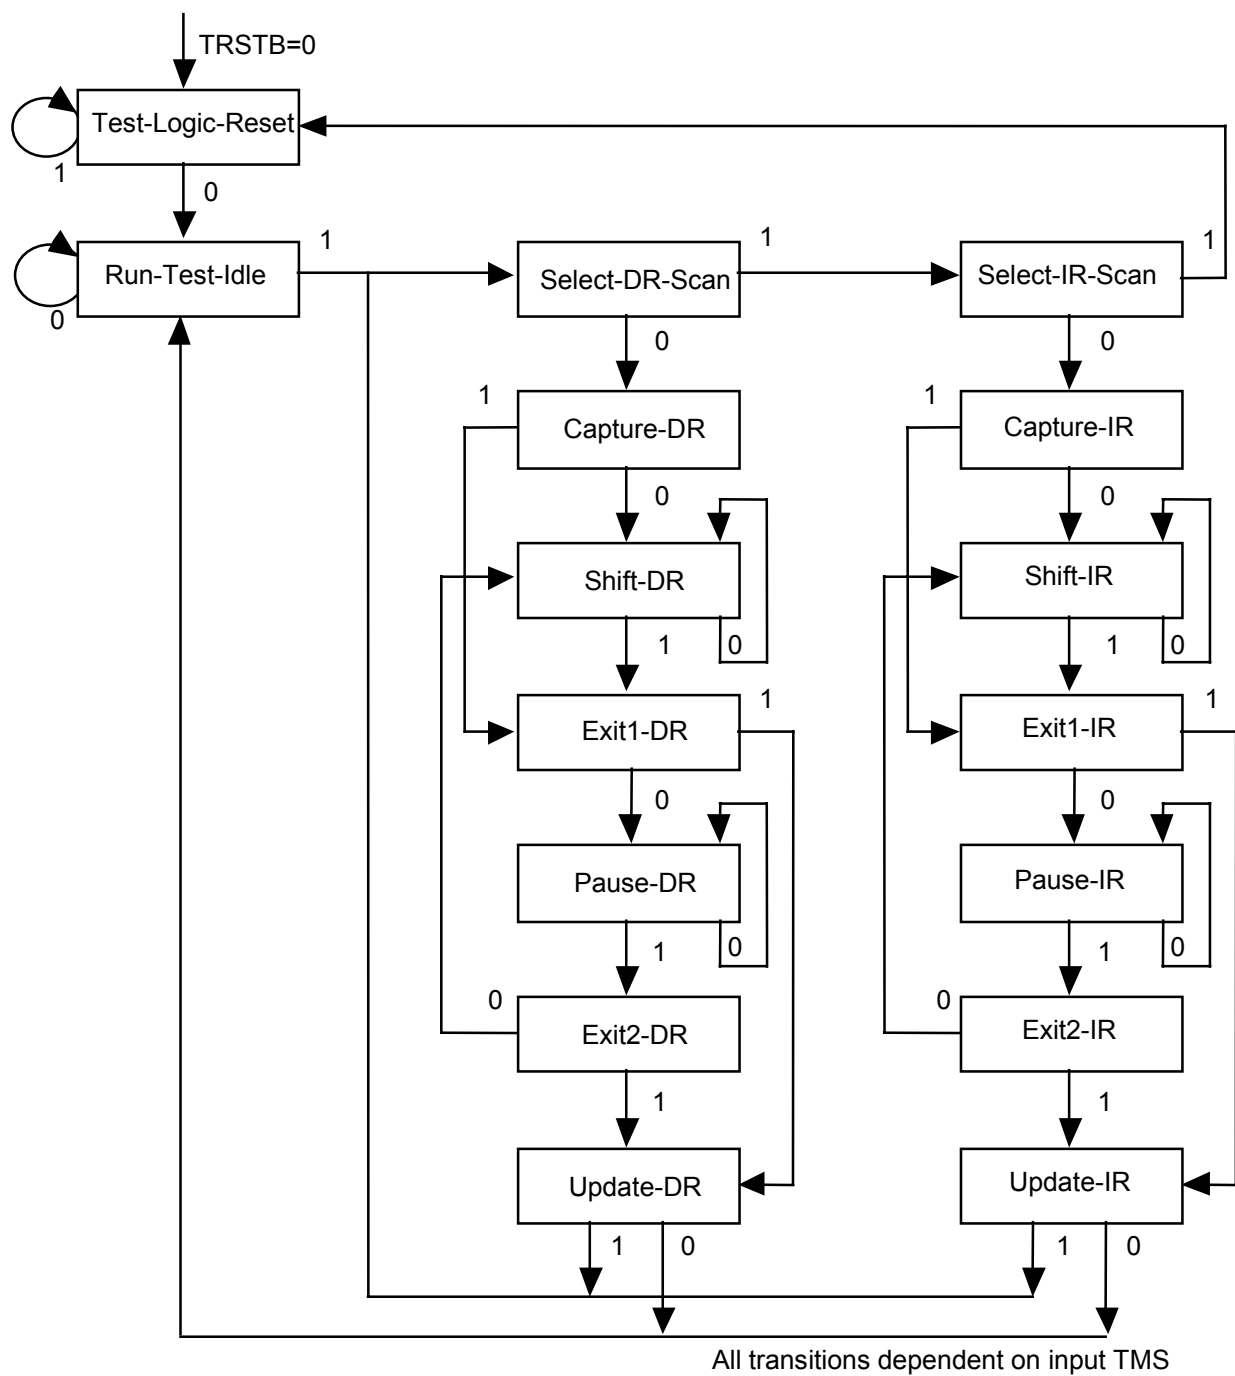 TRSTB=0
Test-Logic-Reset
1
0
1
1
1
Run-Test-Idle
Select-DR-Scan
Select-IR-Scan
0
0
0
1
1
Capture-DR
Capture-IR
0
0
Shift-DR
Shift-IR
1
0
1
0
1
1
Exit1-DR
Exit1-IR
0
0
Pause-DR
Pause-IR
1
0
1
0
0
0
Exit2-DR
Exit2-IR
1
1
Update-DR
Update-IR
1
0
1
0
All transitions dependent on input TMS